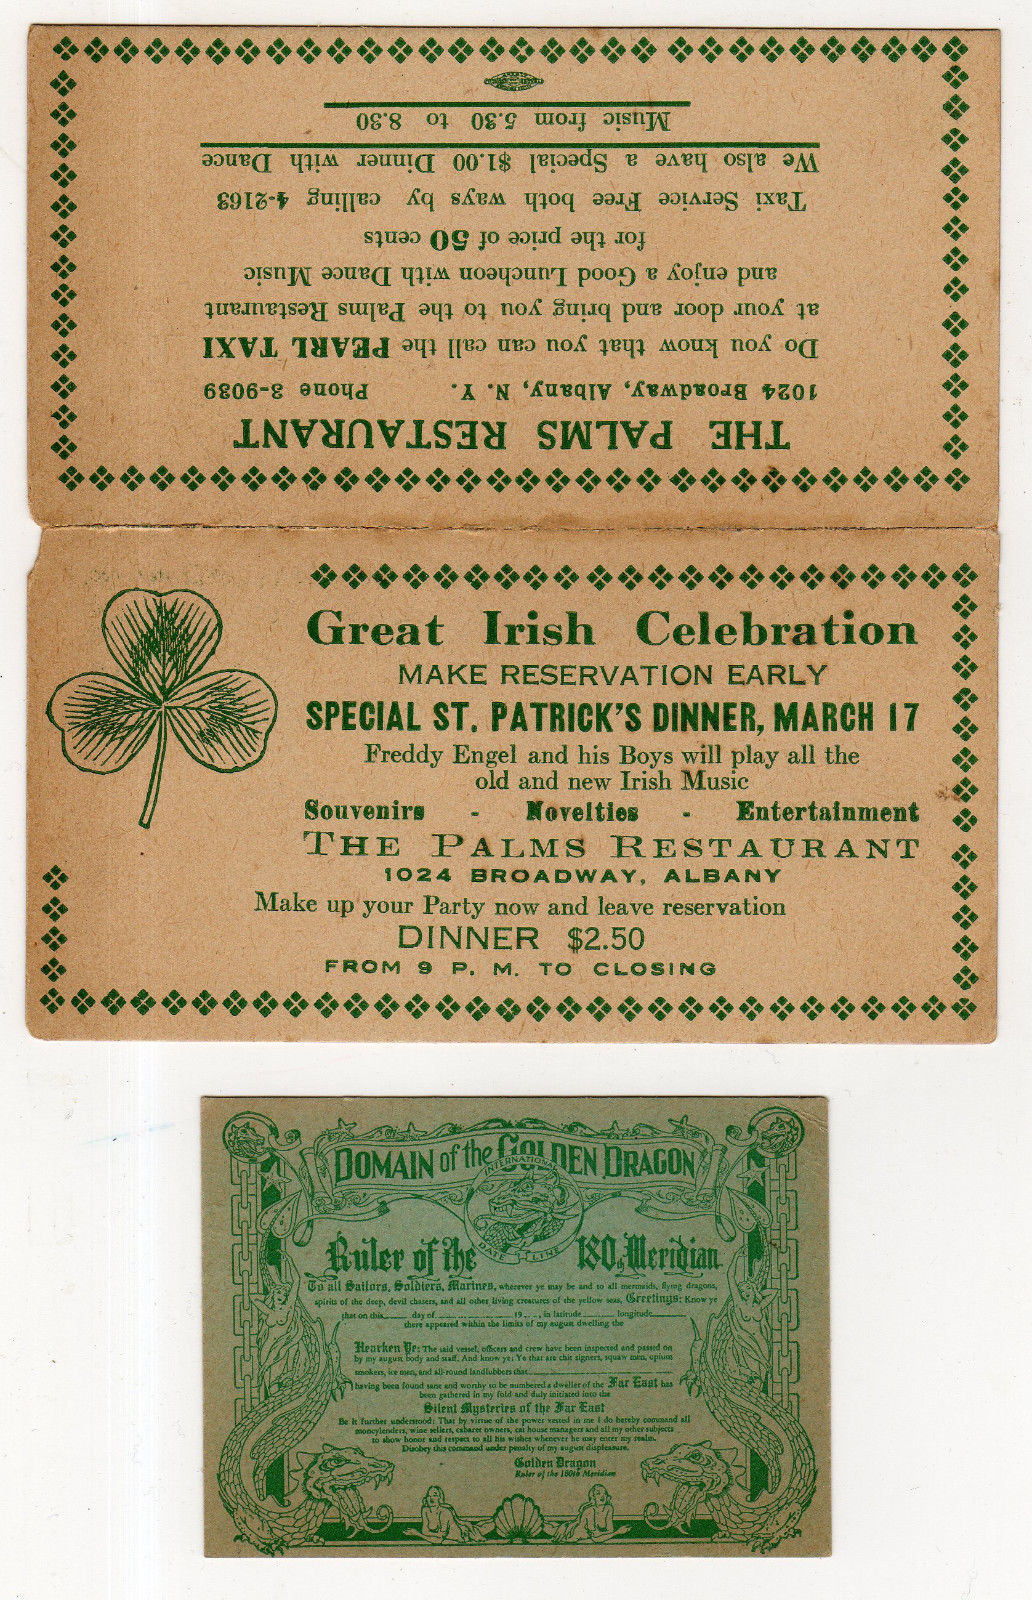 THE PALMS RESTAURANT
1024 Broadway, Albany, N. Y. Phone 3-9039
Do you know that you can call the PEARL TAXI
at your door and bring you to the Palms Restaurant
and enjoy a Good Luncheon with Dance Music
for the price of 50 cents
Taxi Service Free both ways by calling 4-2163
We also have a Special $1.00 Dinner with Dance
Music from 5.30 to 8.30
Great Irish Celebration
MAKE RESERVATION EARLY
SPECIAL ST. PATRICK'S DINNER, MARCH 17
Freddy Engel and his Boys will play all the
old and new Irish Music
Souvenirs - Novelties - Entertainment
THE PALMS RESTAURANT
1024 BROADWAY, ALBANY
Make up your Party now and leave reservation
DINNER $2.50
FROM 9 P. M. TO CLOSING
DOMAIN of the GOLDEN DRAGON
INTERNATIONAL
DATE LINE
Ruler of the 180th Meridian
To all Sailors, Soldiers, Marines, wherever ye may be and to all mermaids, flying dragons,
spirits of the deep, devil chasers, and all other living creatures of the yellow seas, Greetings: Know ye
that on this day of 19 , in latitude longitude
there appeared within the limits of my august dwelling the
Hearken Ye: The said vessel, officers and crew have been inspected and passed on
by my august body and staff. And know ye: Ye that are chit signers, squaw men, opium
smokers, ice men, and all-round landlubbers that
having been found sane and worthy to be numbered a dweller of the Far East has
been gathered in my fold and duly initiated into the
Silent Mysteries of the Far East
Be it further understood: That by virtue of the power vested in me I do hereby command all
moneylenders, wine sellers, cabaret owners, cat house managers and all my other subjects
to show honor and respect to all his wishes whenever he may enter my realm.
Disobey this command under penalty of my august displeasure.
Golden Dragon
Ruler of the 180th Meridian